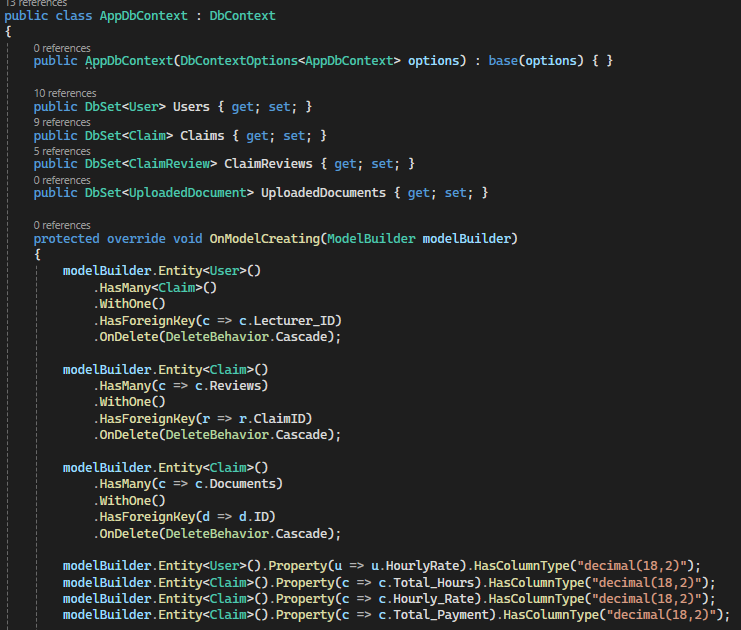 13 references
public class AppDbContext : DbContext
{
0 references
public AppDbContext(DbContextOptions<AppDbContext> options) : base(options) { }
10 references
public DbSet<User> Users { get; set; }
9 references
public DbSet<Claim> Claims { get; set; }
5 references
public DbSet<ClaimReview> ClaimReviews { get; set; }
0 references
public DbSet<UploadedDocument> UploadedDocuments { get; set; }
0 references
protected override void OnModelCreating(ModelBuilder modelBuilder)
{
modelBuilder.Entity<User>()
.HasMany<Claim>()
.WithOne()
.HasForeignKey(c => c.Lecturer_ID)
.OnDelete(DeleteBehavior.Cascade);
modelBuilder.Entity<Claim>()
.HasMany(c => c.Reviews)
.WithOne()
.HasForeignKey(r => r.ClaimID)
.OnDelete(DeleteBehavior.Cascade);
modelBuilder.Entity<Claim>()
.HasMany(c => c.Documents)
.WithOne()
.HasForeignKey(d => d.ID)
.OnDelete(DeleteBehavior.Cascade);
modelBuilder.Entity<User>().Property(u => u.HourlyRate).HasColumnType("decimal(18,2)");
modelBuilder.Entity<Claim>().Property(c => c.Total_Hours).HasColumnType("decimal(18,2)");
modelBuilder.Entity<Claim>().Property(c => c.Hourly_Rate).HasColumnType("decimal(18,2)");
modelBuilder.Entity<Claim>().Property(c => c.Total_Payment).HasColumnType("decimal(18,2)");